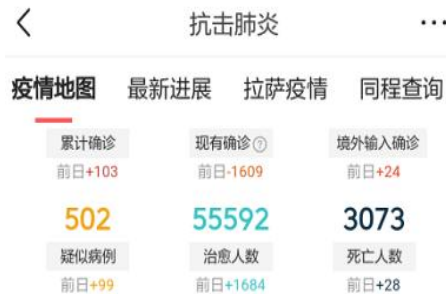 抗击肺炎
疫情地图 最新进展 拉萨疫情 同程查询
累计确诊 现有确诊 境外输入确诊
前日+103 前日-1609 前日+24
502 55592 3073
疑似病例 治愈人数 死亡人数
前日+99 前日+1684 前日+28